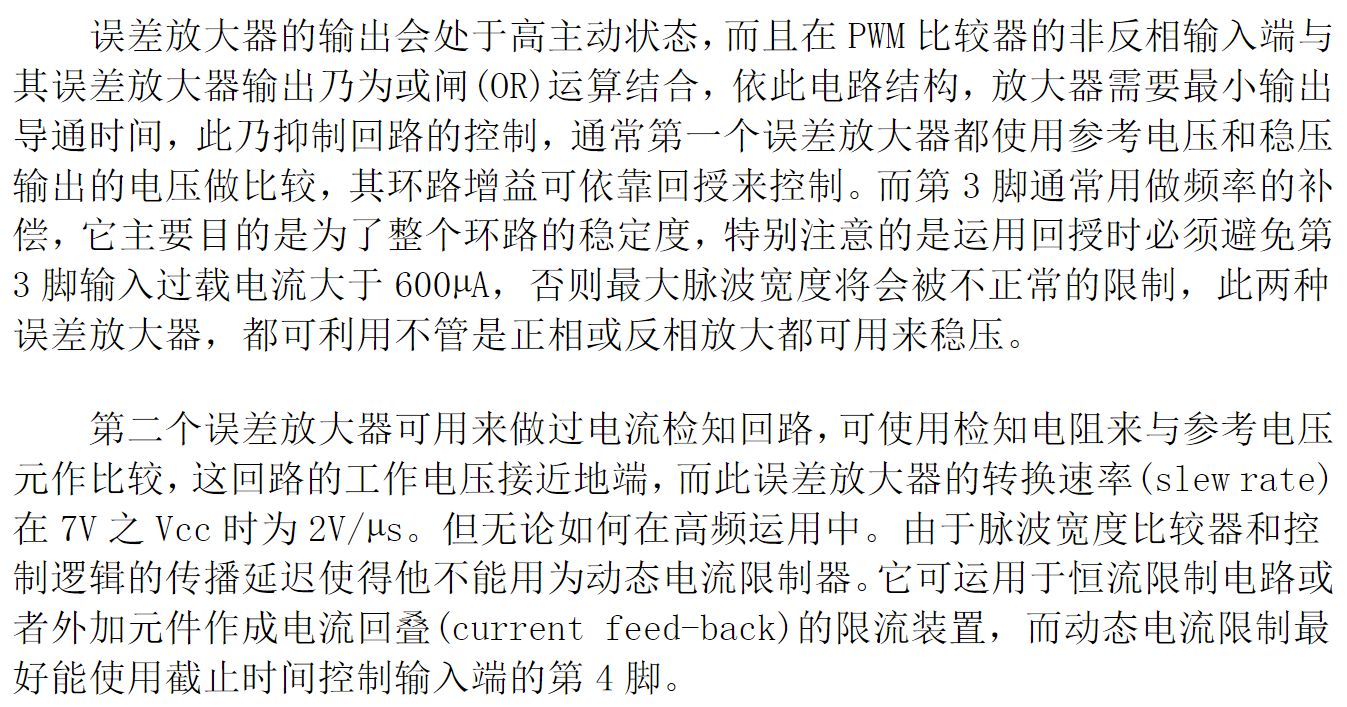 误差放大器的输出会处于高主动状态，而且在 PWM 比较器的非反相输入端与
其误差放大器输出乃为或闸(OR)运算结合，依此电路结构，放大器需要最小输出
导通时间，此乃抑制回路的控制，通常第一个误差放大器都使用参考电压和稳压
输出的电压做比较，其环路增益可依靠回授来控制。而第 3 脚通常用做频率的补
偿，它主要目的是为了整个环路的稳定度，特别注意的是运用回授时必须避免第
3 脚输入过载电流大于 600μA，否则最大脉波宽度将会被不正常的限制，此两种
误差放大器，都可利用不管是正相或反相放大都可用来稳压。
第二个误差放大器可用来做过电流检知回路，可使用检知电阻来与参考电压
元作比较，这回路的工作电压接近地端，而此误差放大器的转换速率(slew rate)
在 7V 之 Vcc 时为 2V/μs。但无论如何在高频运用中。由于脉波宽度比较器和控
制逻辑的传播延迟使得他不能用为动态电流限制器。它可运用于恒流限制电路或
者外加元件作成电流回叠(current feed-back)的限流装置，而动态电流限制最
好能使用截止时间控制输入端的第 4 脚。